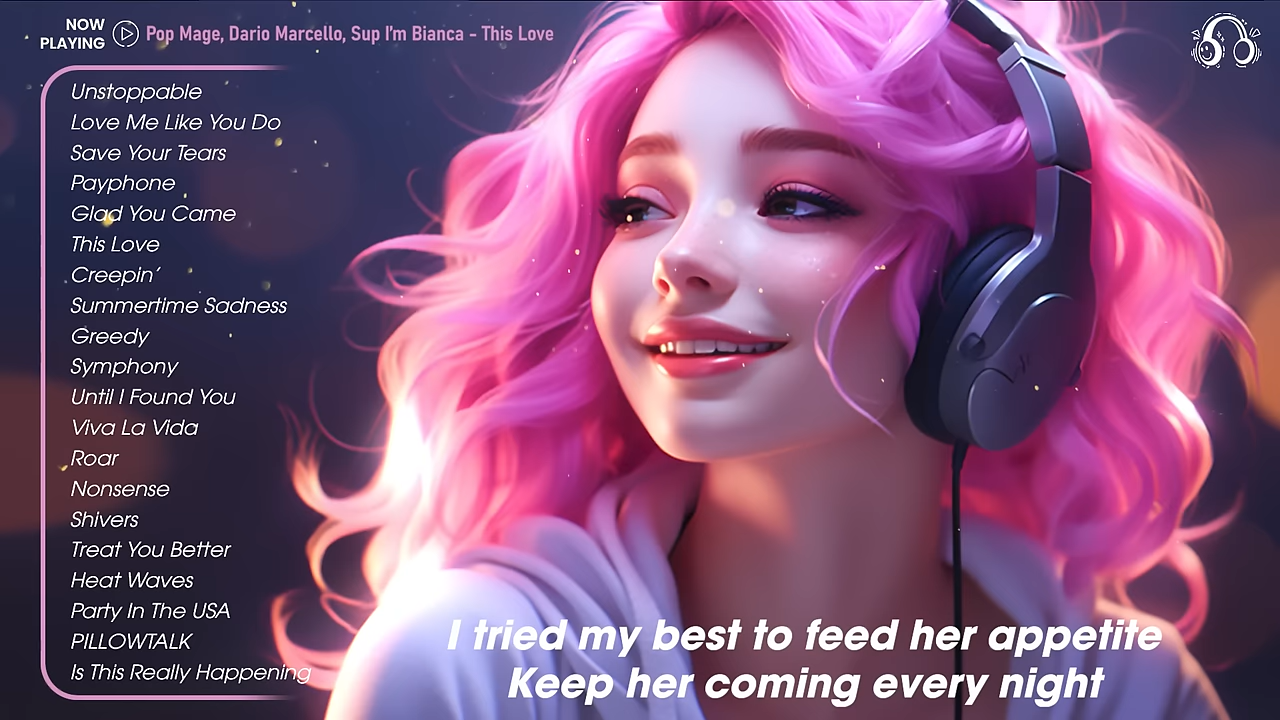 NOW
PLAYING
Pop Mage, Dario Marcello, Sup I'm Bianca - This Love
Unstoppable
Love Me Like You Do
Save Your Tears
Payphone
Glad You Came
This Love
Creepin'
Summertime Sadness
Greedy
Symphony
Until I Found You
Viva La Vida
Roar
Nonsense
Shivers
Treat You Better
Heat Waves
Party In The USA
PILLOWTALK
Is This Really Happening
I tried my best to feed her appetite
Keep her coming every night